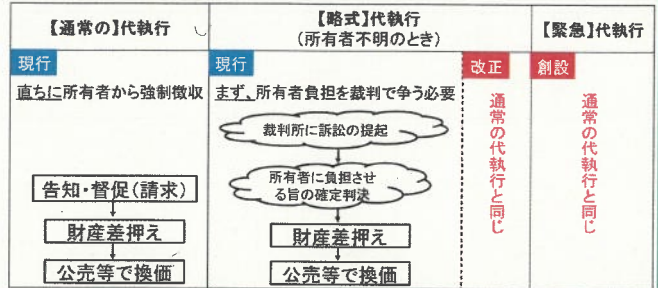 【通常の】代執行
【略式】代執行
(所有者不明のとき)
【緊急】代執行
現行
直ちに所有者から強制徴収
告知・督促(請求)
財産差押え
公売等で換価
現行
まず、所有者負担を裁判で争う必要
裁判所に訴訟の提起
所有者に負担させ
る旨の確定判決
財産差押え
公売等で換価
改正
通常の代執行と同じ
創設
通常の代執行と同じ